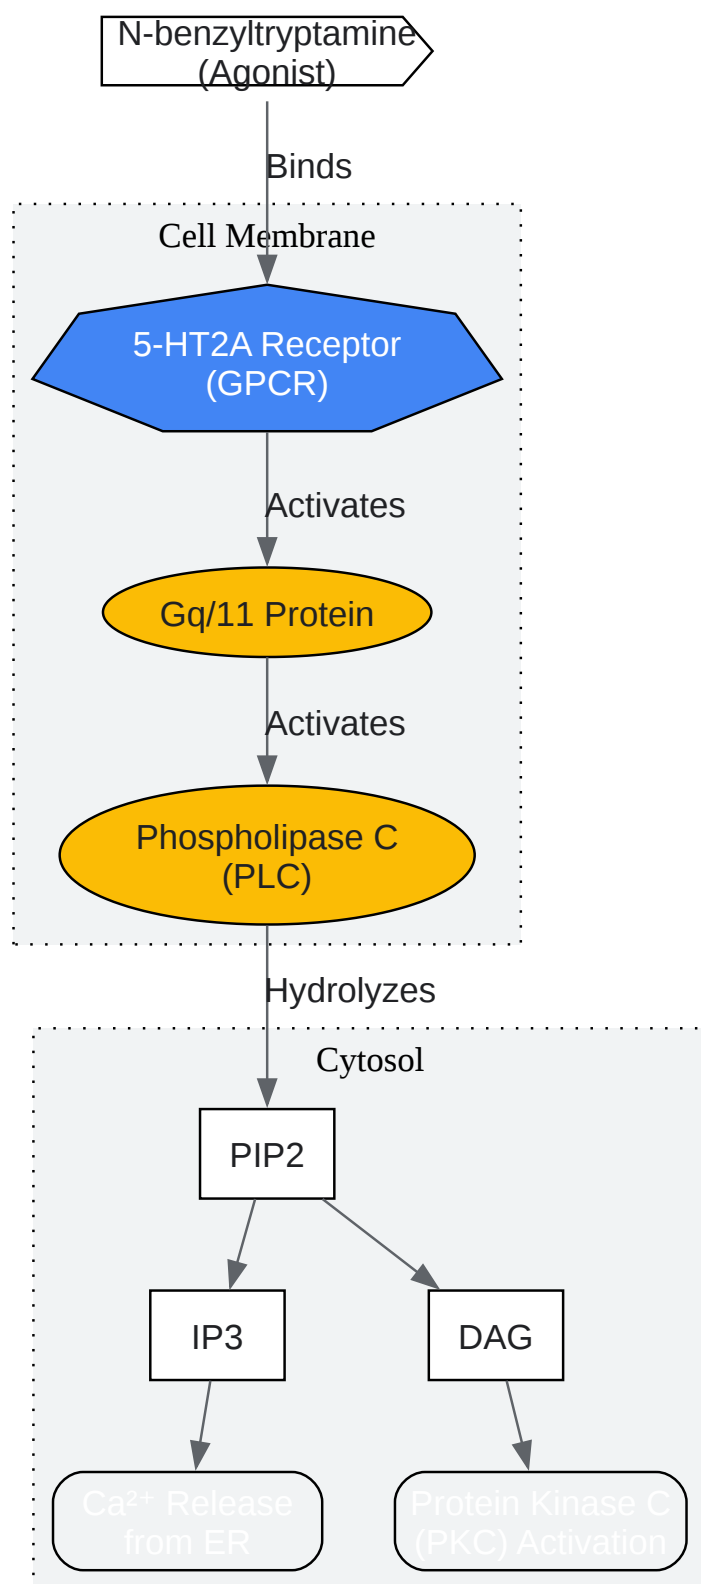 N-benzyltryptamine
(Agonist)
Binds
Cell Membrane
5-HT2A Receptor
(GPCR)
Activates
Gq/11 Protein
Activates
Phospholipase C
(PLC)
Hydrolyzes
Cytosol
PIP2
IP3
DAG
Ca²⁺ Release
from ER
Protein Kinase C
(PKC) Activation